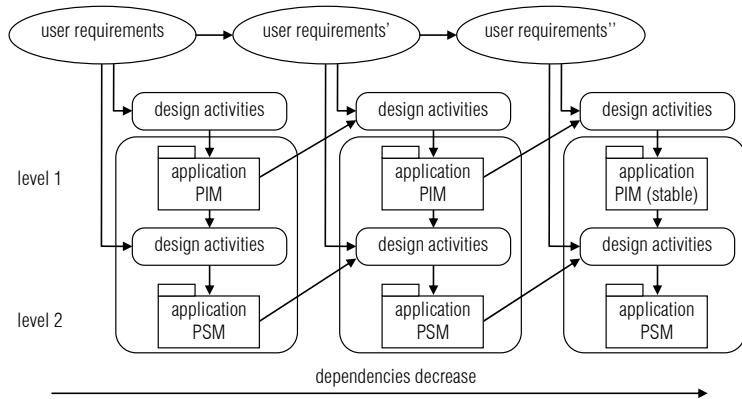 user requirements
user requirements'
user requirements''
design activities
design activities
design activities
level 1
application
PIM
application
PIM
application
PIM (stable)
design activities
design activities
design activities
level 2
application
PSM
application
PSM
application
PSM
dependencies decrease